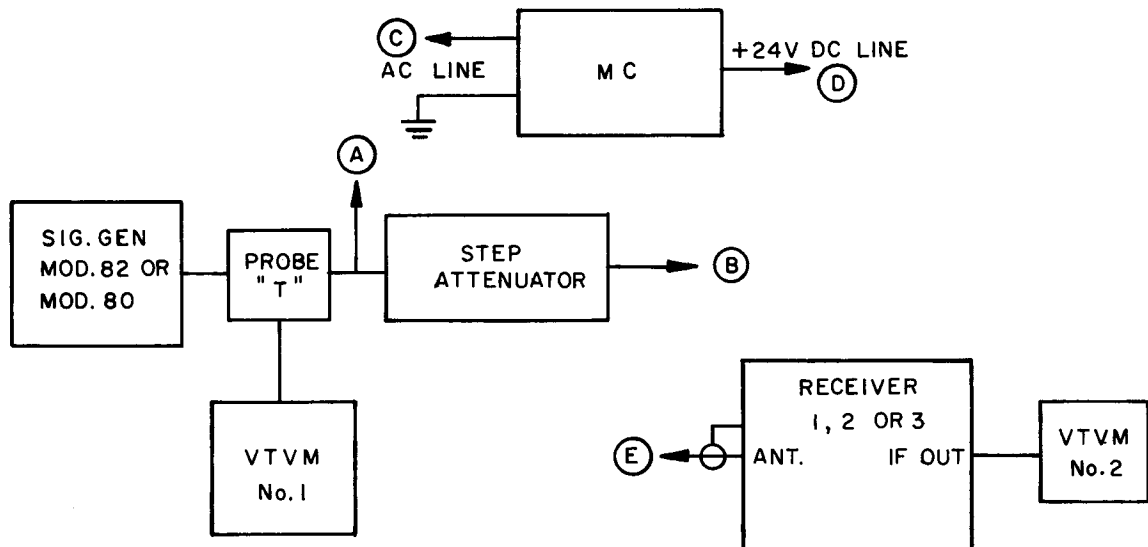 C
AC LINE
MC
+24V DC LINE
D
A
SIG. GEN
MOD. 82 OR
MOD. 80
PROBE
"T"
STEP
ATTENUATOR
B
VTVM
No. 1
RECEIVER
1, 2 OR 3
E
ANT.
IF OUT
VTVM
No. 2